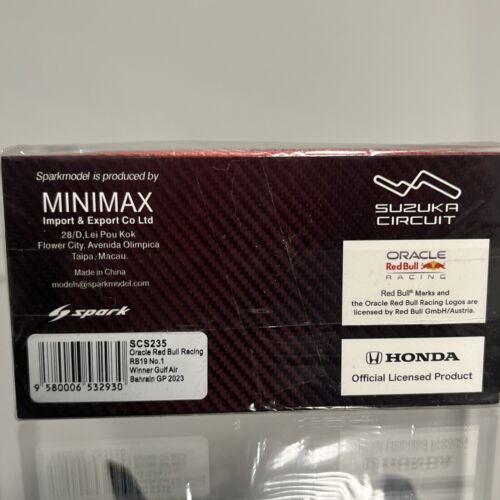 Sparkmodel is produced by
MINIMAX
Import & Export Co Ltd
28/D,Lei Pou Kok
Flower City, Avenida Olimpica
Taipa, Macau.
Made in China
models@sparkmodel.com
spark
SCS235
Oracle Red Bull Racing
RB19 No.1
Winner Gulf Air
Bahrain GP 2023
9 580006 532930
SUZUKA
CIRCUIT
ORACLE
Red Bull
RACING
Red Bull® Marks and
the Oracle Red Bull Racing Logos are
licensed by Red Bull GmbH/Austria.
HONDA
Official Licensed Product